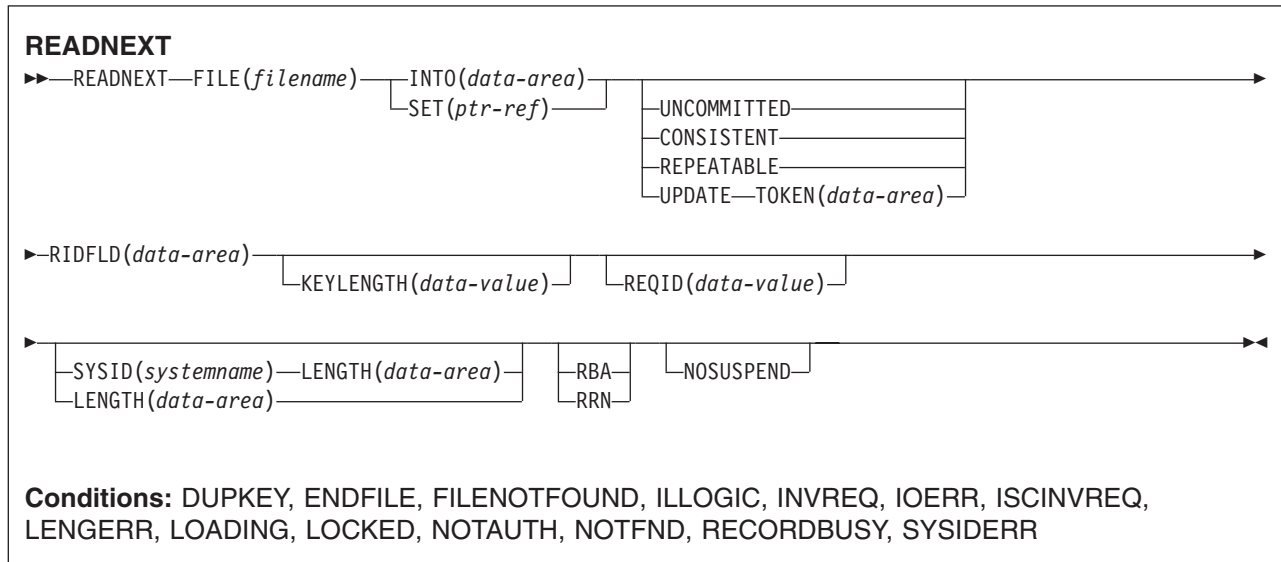 READNEXT
READNEXT FILE(filename) INTO(data-area)
SET(ptr-ref) UNCOMMITTED
CONSISTENT
REPEATABLE
UPDATE TOKEN(data-area)
RIDFLD(data-area)
KEYLENGTH(data-value) REQID(data-value)
SYSID(systemname) LENGTH(data-area) RBA NOSUSPEND
LENGTH(data-area) RRN
Conditions: DUPKEY, ENDFILE, FILENOTFOUND, ILLOGIC, INVREQ, IOERR, ISCINVREQ,
LENGERR, LOADING, LOCKED, NOTAUTH, NOTFND, RECORDBUSY, SYSIDERR